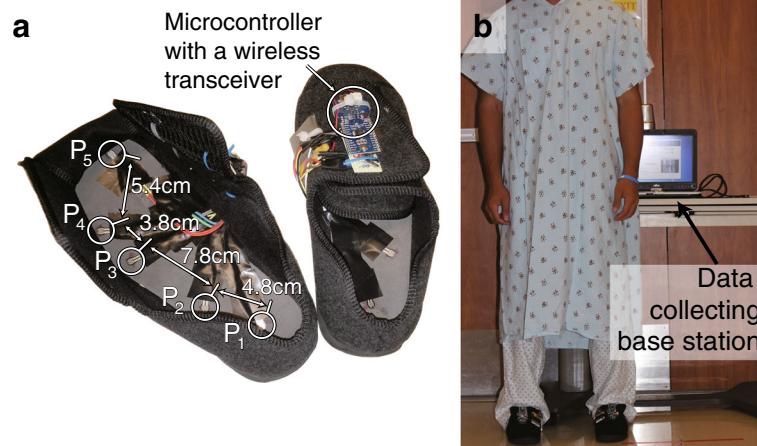 a
Microcontroller
with a wireless
transceiver
P5
5.4cm
P4
3.8cm
P3
7.8cm
P2
4.8cm
P1
b
EXIT
Data
collecting
base station